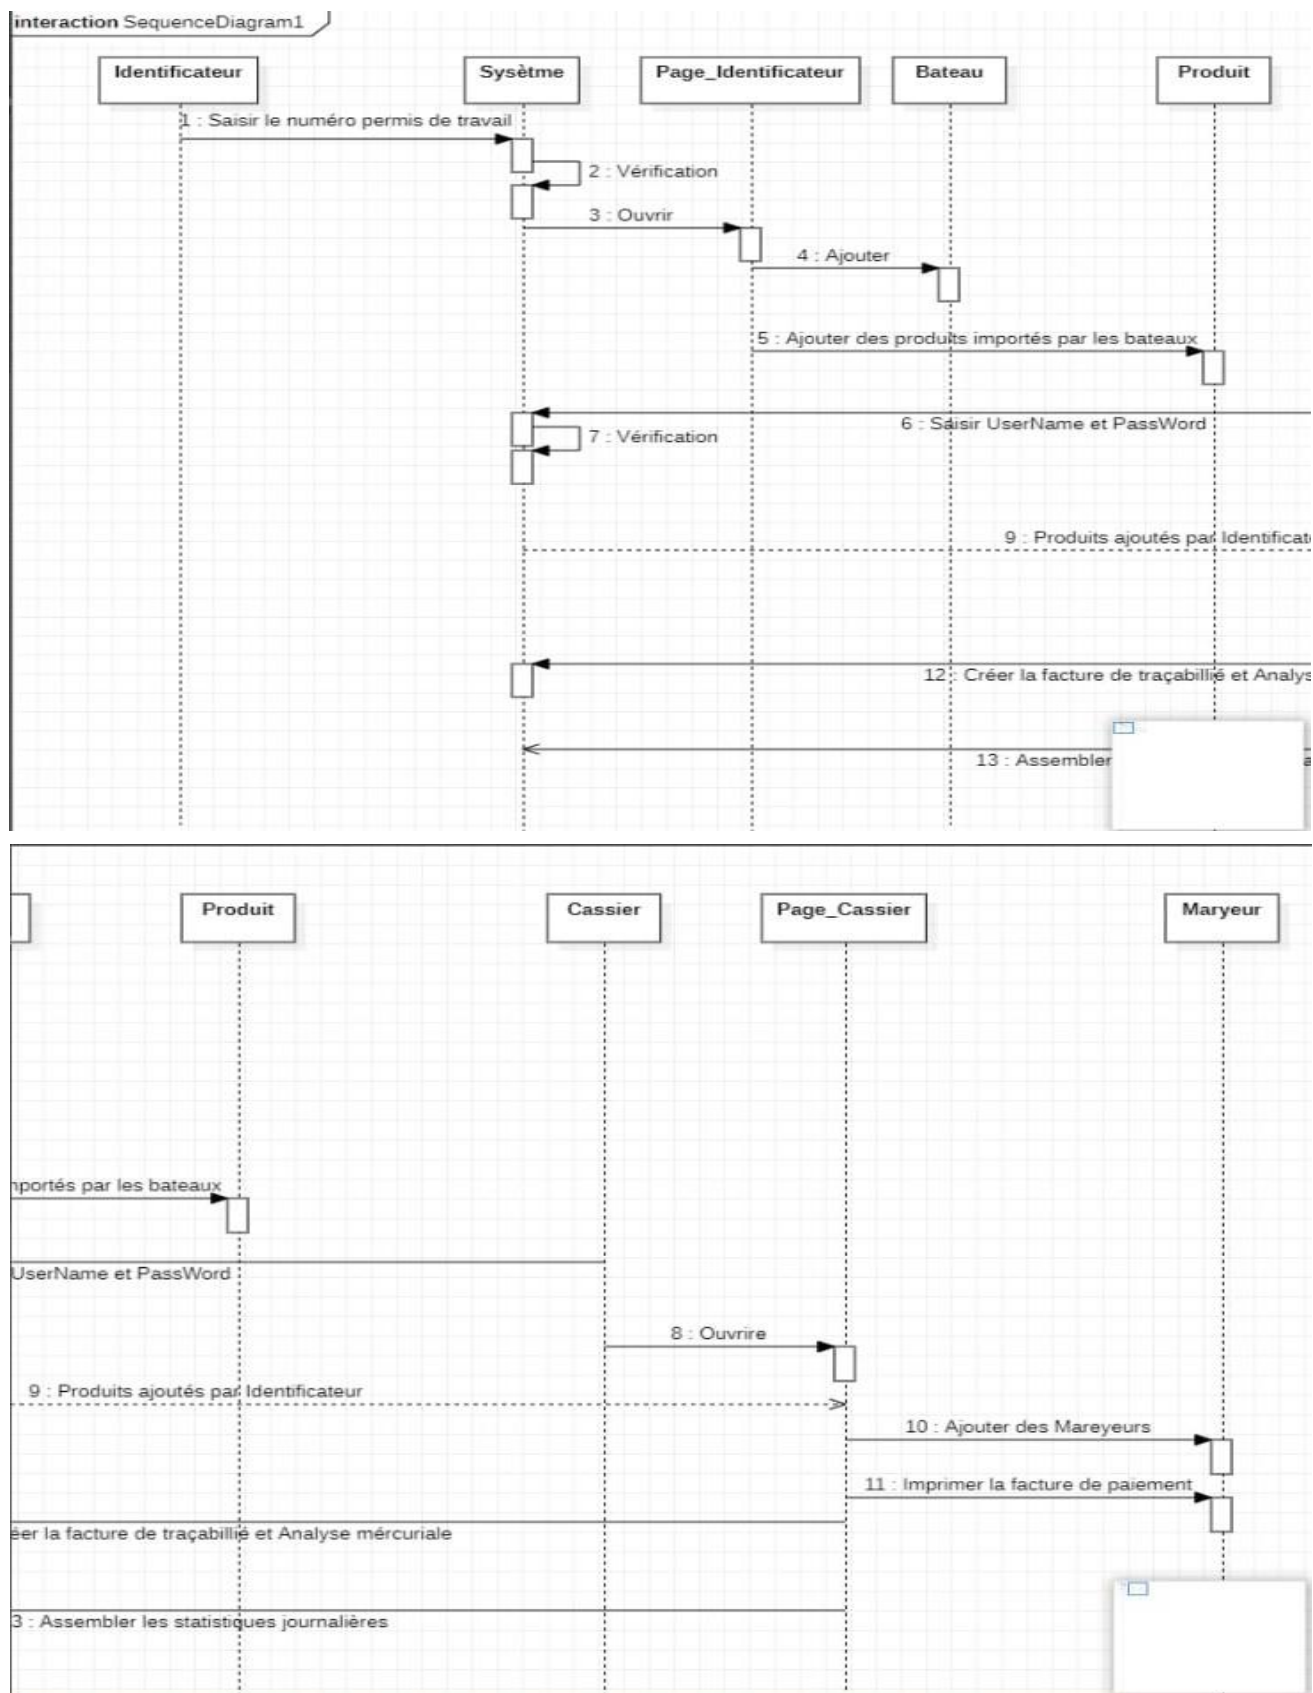 interaction SequenceDiagram1
Identificateur
Sysètme
Page_Identificateur
Bateau
Produit
1 : Saisir le numéro permis de travail
2 : Vérification
3 : Ouvrir
4 : Ajouter
5 : Ajouter des produits importés par les bateaux
6 : Saisir UserName et PassWord
7 : Vérification
9 : Produits ajoutés par Identificat
12 : Créer la facture de traçabillié et Analys
13 : Assembler
Produit
Cassier
Page_Cassier
Maryeur
portés par les bateaux
UserName et PassWord
8 : Ouvrire
9 : Produits ajoutés par Identificateur
10 : Ajouter des Mareyeurs
11 : Imprimer la facture de paiement
éer la facture de traçabillié et Analyse mércuriale
3 : Assembler les statistiques journalières